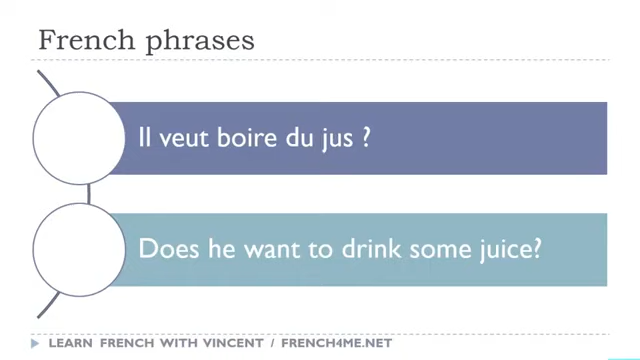 French phrases
Il veut boire du jus ?
Does he want to drink some juice?
LEARN FRENCH WITH VINCENT / FRENCH4ME.NET